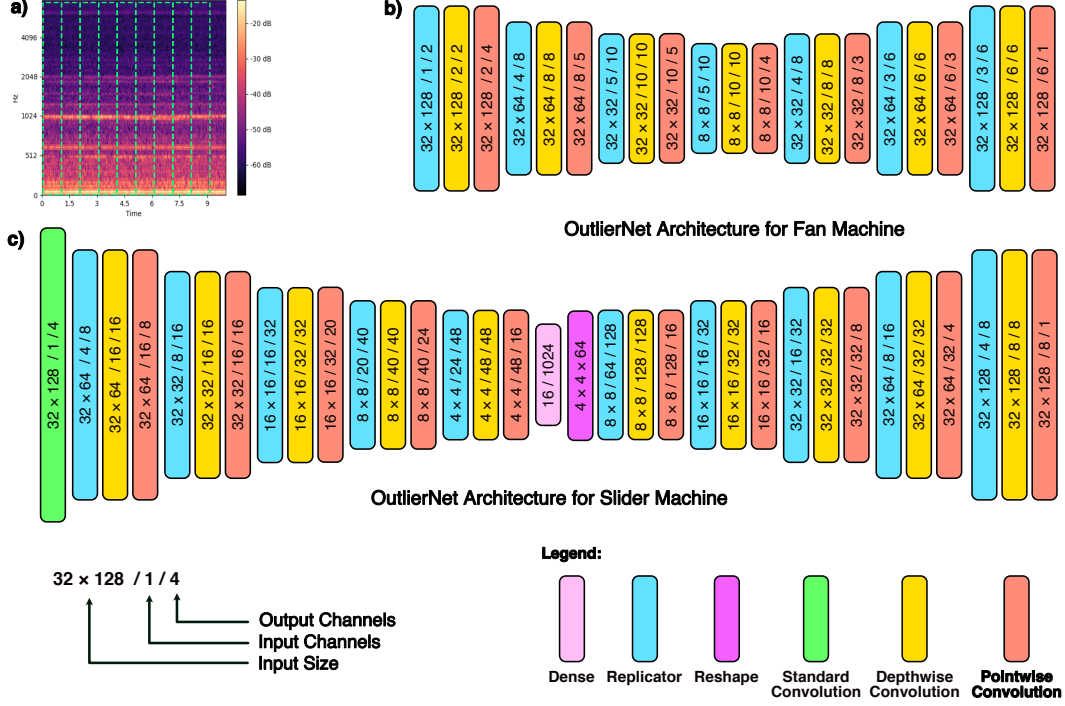 a)
4096
2048
1024
512
0
Hz
0
1.5
3
4.5
6
7.5
9
Time
-20 dB
-30 dB
-40 dB
-50 dB
-60 dB
b)
32 × 128 / 1 / 2
32 × 128 / 2 / 2
32 × 128 / 2 / 4
32 × 64 / 4 / 8
32 × 64 / 8 / 8
32 × 64 / 8 / 5
32 × 32 / 5 / 10
32 × 32 / 10 / 10
32 × 32 / 10 / 5
8 × 8 / 5 / 10
8 × 8 / 10 / 10
8 × 8 / 10 / 4
32 × 32 / 4 / 8
32 × 32 / 8 / 8
32 × 32 / 8 / 3
32 × 64 / 3 / 6
32 × 64 / 6 / 6
32 × 64 / 6 / 3
32 × 128 / 3 / 6
32 × 128 / 6 / 6
32 × 128 / 6 / 1
OutlierNet Architecture for Fan Machine
c)
32 × 128 / 1 / 4
32 × 64 / 4 / 8
32 × 64 / 16 / 16
32 × 64 / 16 / 8
32 × 32 / 8 / 16
32 × 32 / 16 / 16
32 × 32 / 16 / 16
16 × 16 / 16 / 32
16 × 16 / 32 / 32
16 × 16 / 32 / 20
8 × 8 / 20 / 40
8 × 8 / 40 / 40
8 × 8 / 40 / 24
4 × 4 / 24 / 48
4 × 4 / 48 / 48
4 × 4 / 48 / 16
16 / 1024
4 × 4 × 64
8 × 8 / 64 / 128
8 × 8 / 128 / 128
8 × 8 / 128 / 16
16 × 16 / 16 / 32
16 × 16 / 32 / 32
16 × 16 / 32 / 16
32 × 32 / 16 / 32
32 × 32 / 32 / 32
32 × 32 / 32 / 8
32 × 64 / 8 / 16
32 × 64 / 32 / 32
32 × 64 / 32 / 4
32 × 128 / 4 / 8
32 × 128 / 8 / 8
32 × 128 / 8 / 1
OutlierNet Architecture for Slider Machine
32 × 128 / 1 / 4
Output Channels
Input Channels
Input Size
Legend:
Dense
Replicator
Reshape
Standard
Convolution
Depthwise
Convolution
Pointwise
Convolution